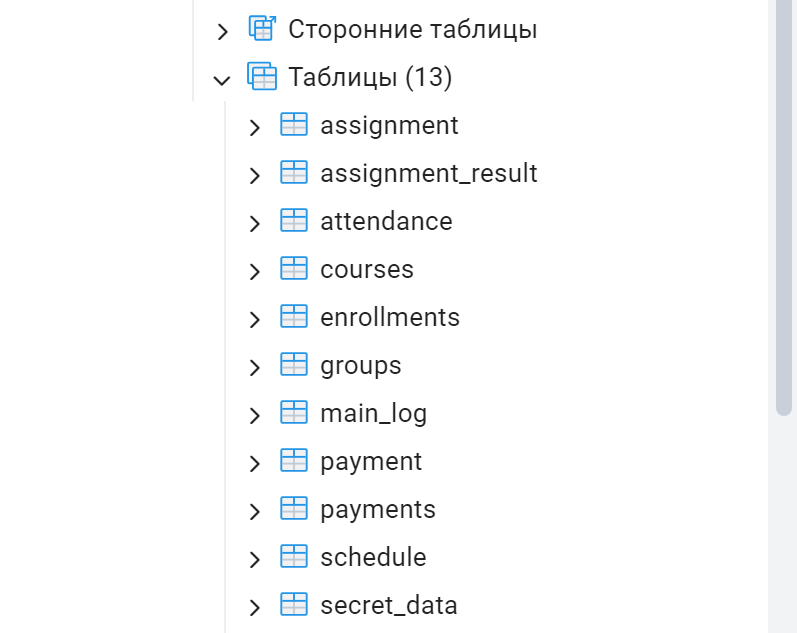 Сторонние таблицы
Таблицы (13)
assignment
assignment_result
attendance
courses
enrollments
groups
main_log
payment
payments
schedule
secret_data